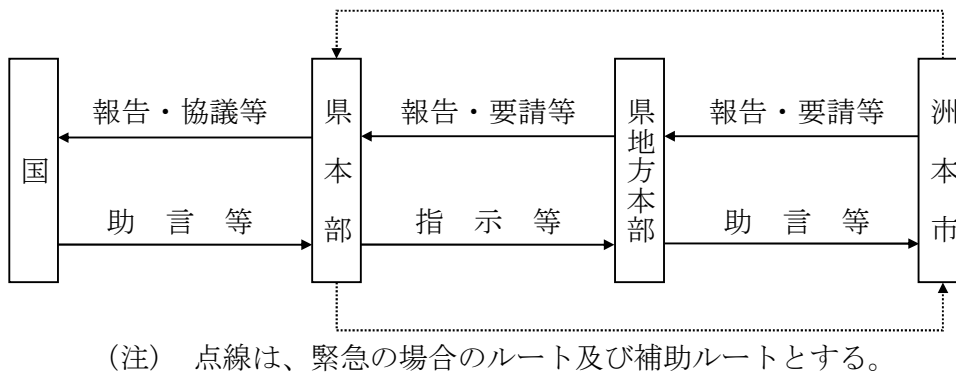 報告・協議等
報告・要請等
報告・要請等
国
県本部
県地方本部
洲本市
助言等
指示等
助言等
(注) 点線は、緊急の場合のルート及び補助ルートとする。